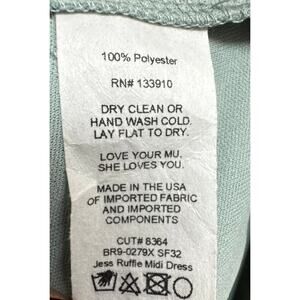 100% Polyester
RN# 133910
DRY CLEAN OR
HAND WASH COLD.
LAY FLAT TO DRY.
LOVE YOUR MU,
SHE LOVES YOU.
MADE IN THE USA
OF IMPORTED FABRIC
AND IMPORTED
COMPONENTS
CUT# 8364
BR9-0279X SF32
Jess Ruffle Midi Dress